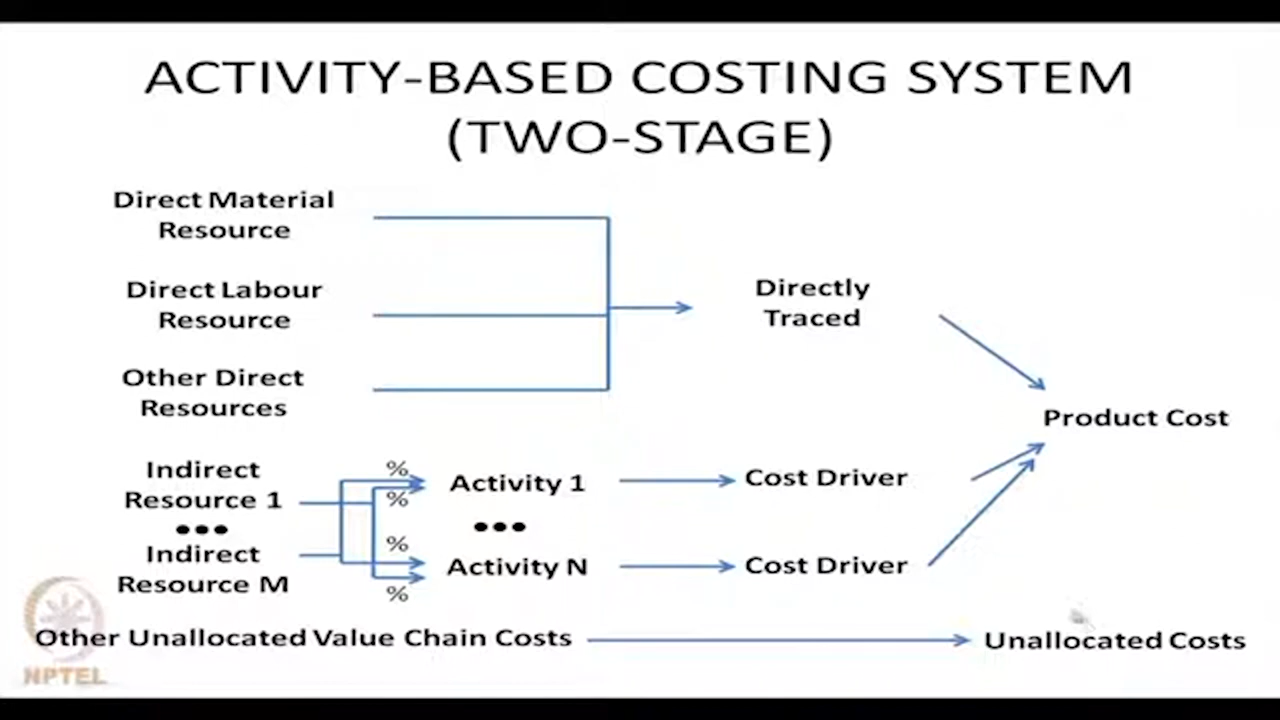 ACTIVITY-BASED COSTING SYSTEM
(TWO-STAGE)
Direct Material
Resource
Direct Labour
Resource
Directly
Traced
Other Direct
Resources
Product Cost
Indirect
Resource 1
%
%
Activity 1
Cost Driver
•••
•••
Indirect
Resource M
%
%
Activity N
Cost Driver
Other Unallocated Value Chain Costs
Unallocated Costs
NPTEL